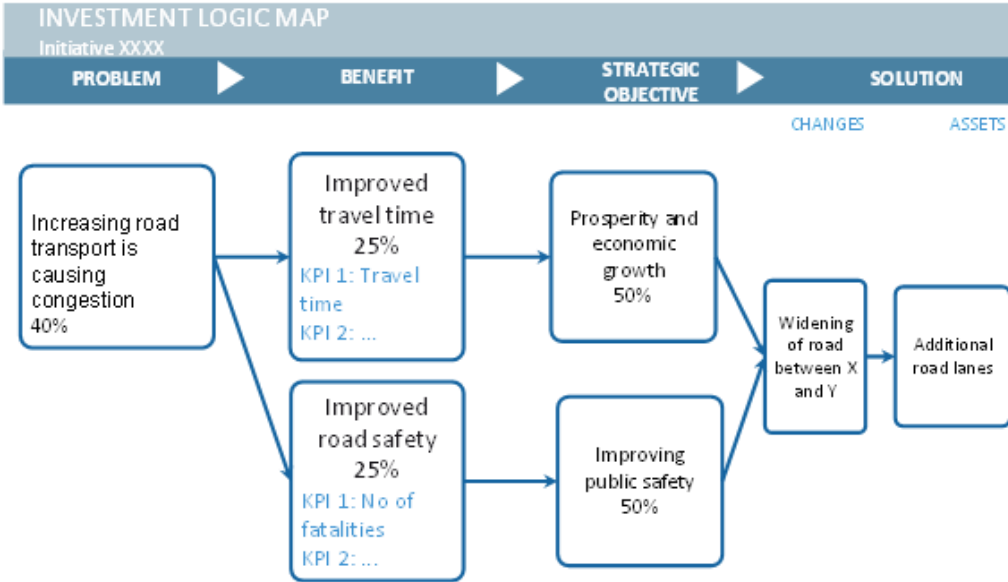 INVESTMENT LOGIC MAP
Initiative XXXX
PROBLEM
BENEFIT
STRATEGIC
OBJECTIVE
SOLUTION
CHANGES
ASSETS
Increasing road
transport is
causing
congestion
40%
Improved
travel time
25%
KPI 1: Travel
time
KPI 2: ...
Improved
road safety
25%
KPI 1: No of
fatalities
KPI 2: ...
Prosperity and
economic
growth
50%
Improving
public safety
50%
Widening
of road
between X
and Y
Additional
road lanes